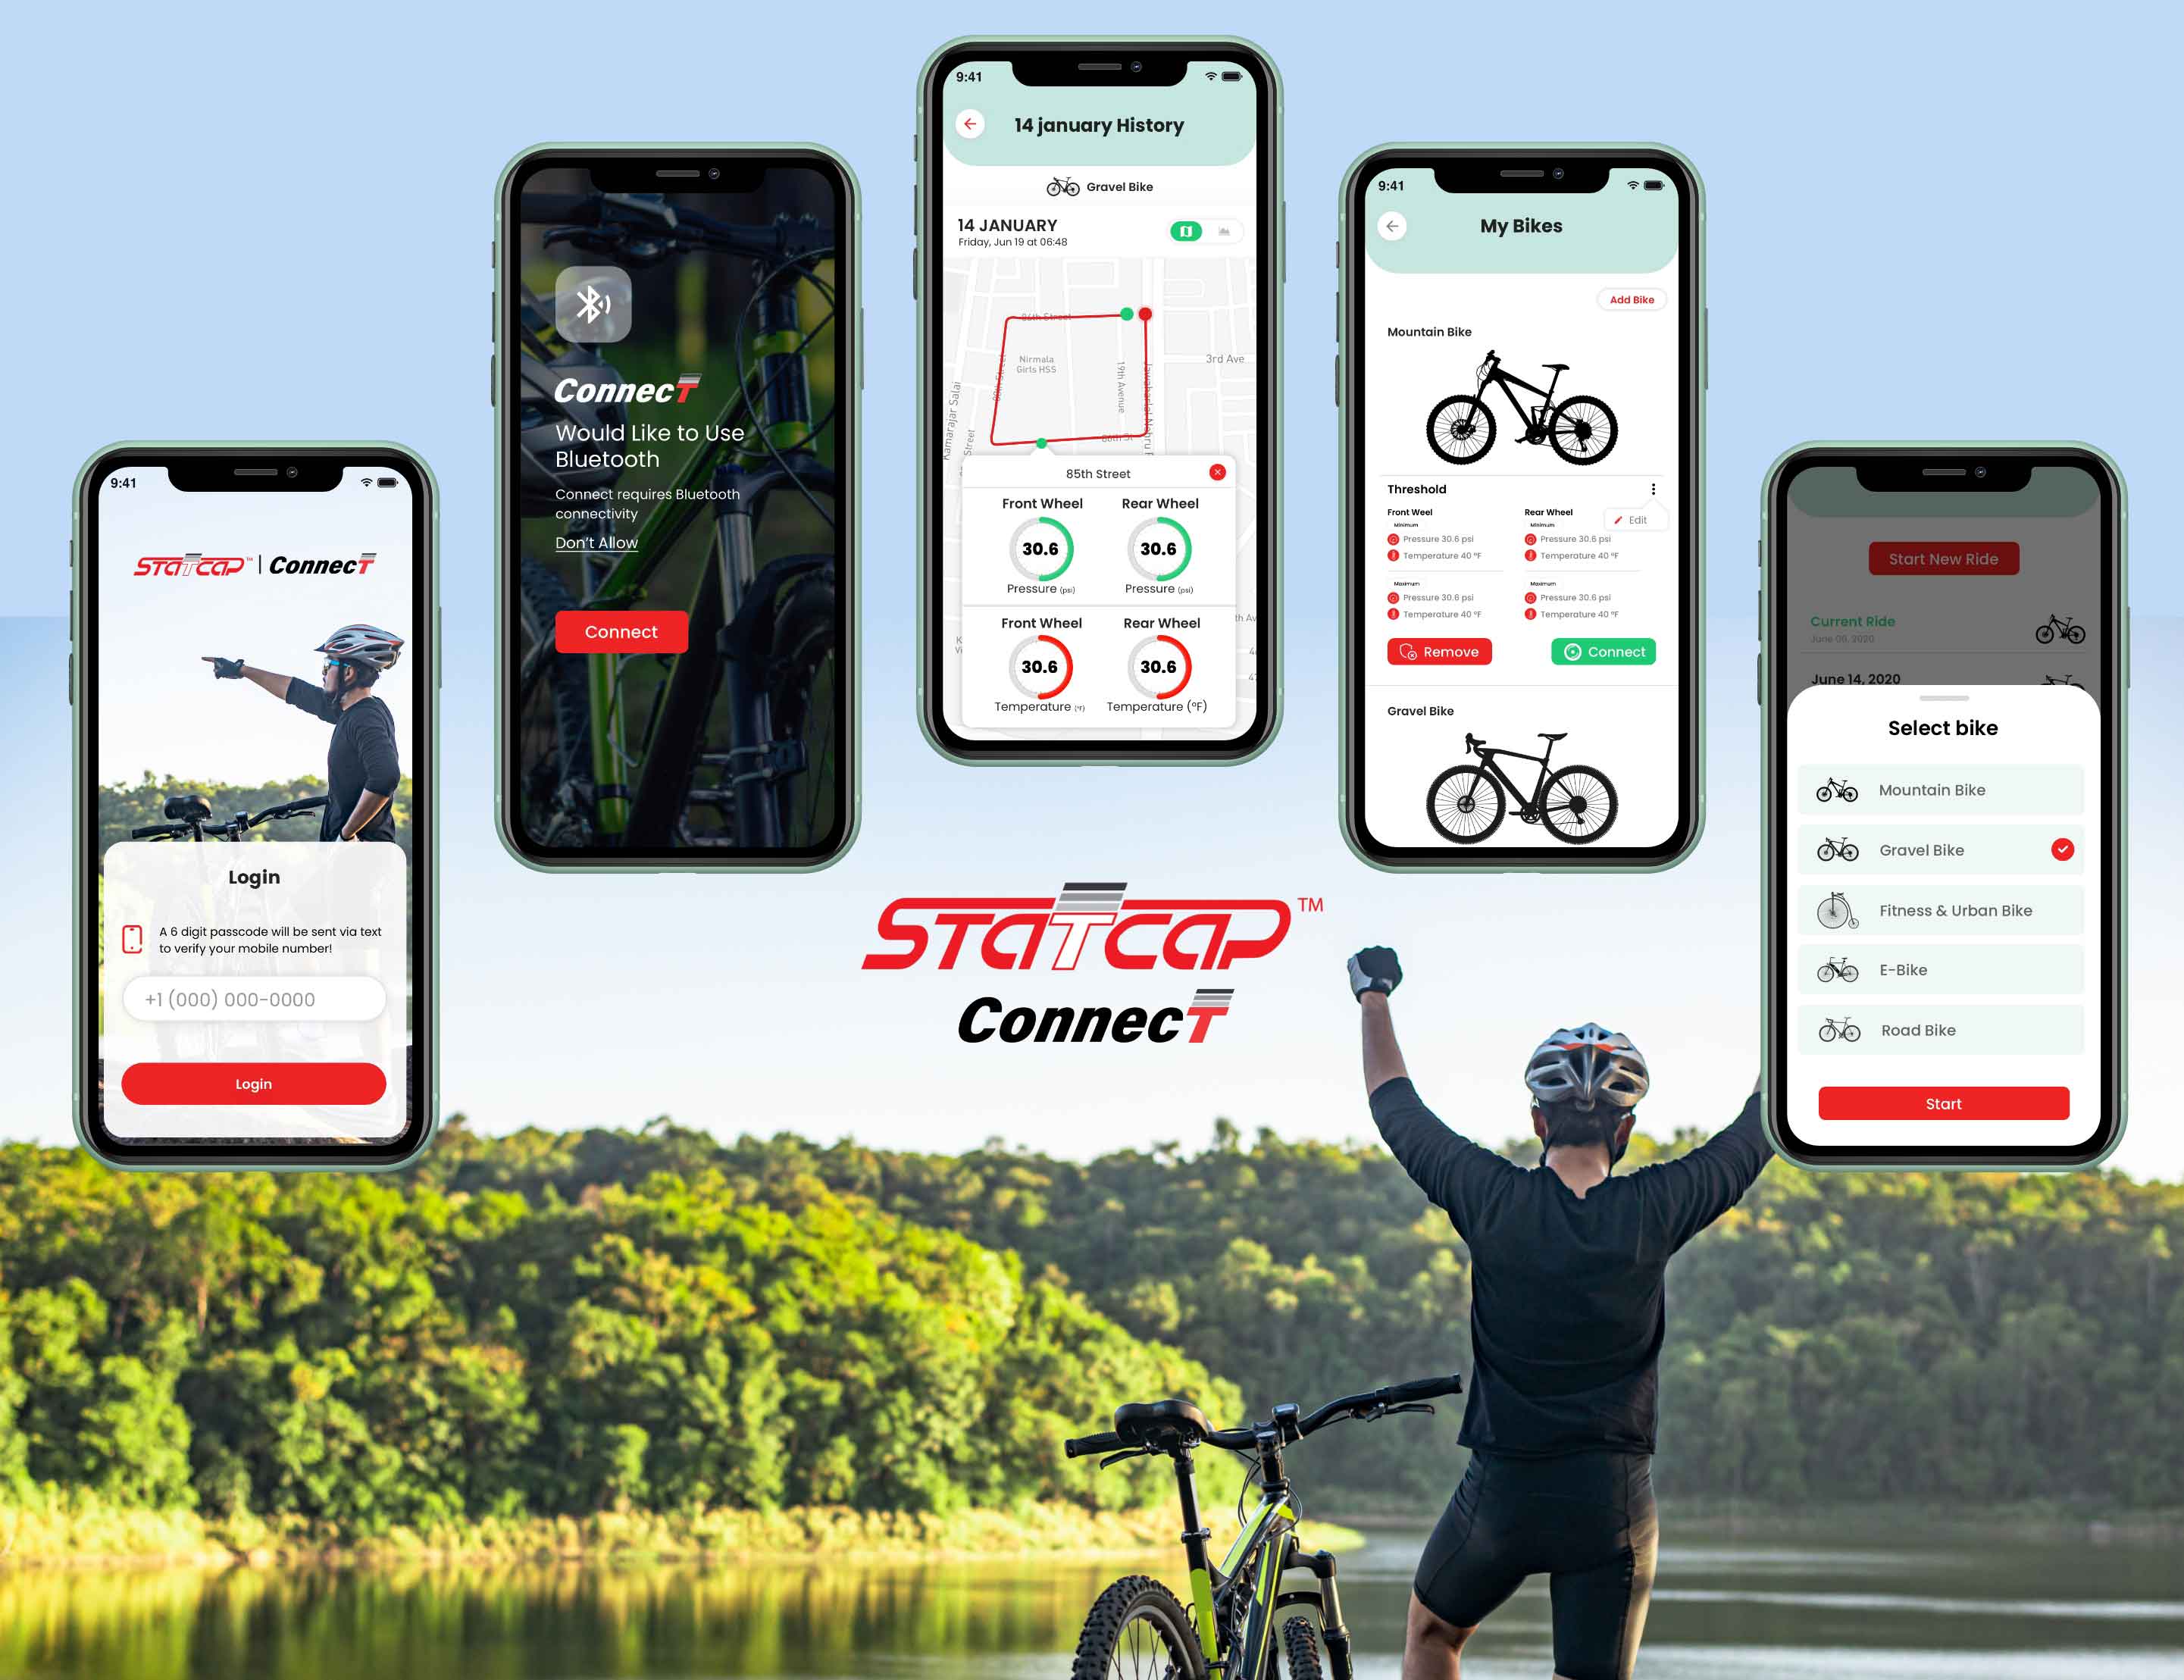 9:41
STATCAP™ | ConnecT
Login
A 6 digit passcode will be sent via text
to verify your mobile number!
+1 (000) 000-0000
Login
ConnecT
Would Like to Use
Bluetooth
Connect requires Bluetooth
connectivity
Don't Allow
Connect
9:41
14 january History
Gravel Bike
14 JANUARY
Friday, Jun 19 at 06:48
86th Street
Nirmala
Girls HSS
3rd Ave
19th Avenue
Kamarajar Salai
Street
85th Street
Front Wheel
Rear Wheel
30.6
30.6
Pressure (psi)
Pressure (psi)
Front Wheel
Rear Wheel
30.6
30.6
Temperature (°F)
Temperature (°F)
9:41
My Bikes
Add Bike
Mountain Bike
Threshold
Front Weel
Rear Wheel
Edit
Minimum
Minimum
Pressure 30.6 psi
Pressure 30.6 psi
Temperature 40 °F
Temperature 40 °F
Maximum
Maximum
Pressure 30.6 psi
Pressure 30.6 psi
Temperature 40 °F
Temperature 40 °F
Remove
Connect
Gravel Bike
Start New Ride
Current Ride
June 06, 2020
June 14, 2020
Select bike
Mountain Bike
Gravel Bike
Fitness & Urban Bike
E-Bike
Road Bike
Start
STATCAP™
ConnecT